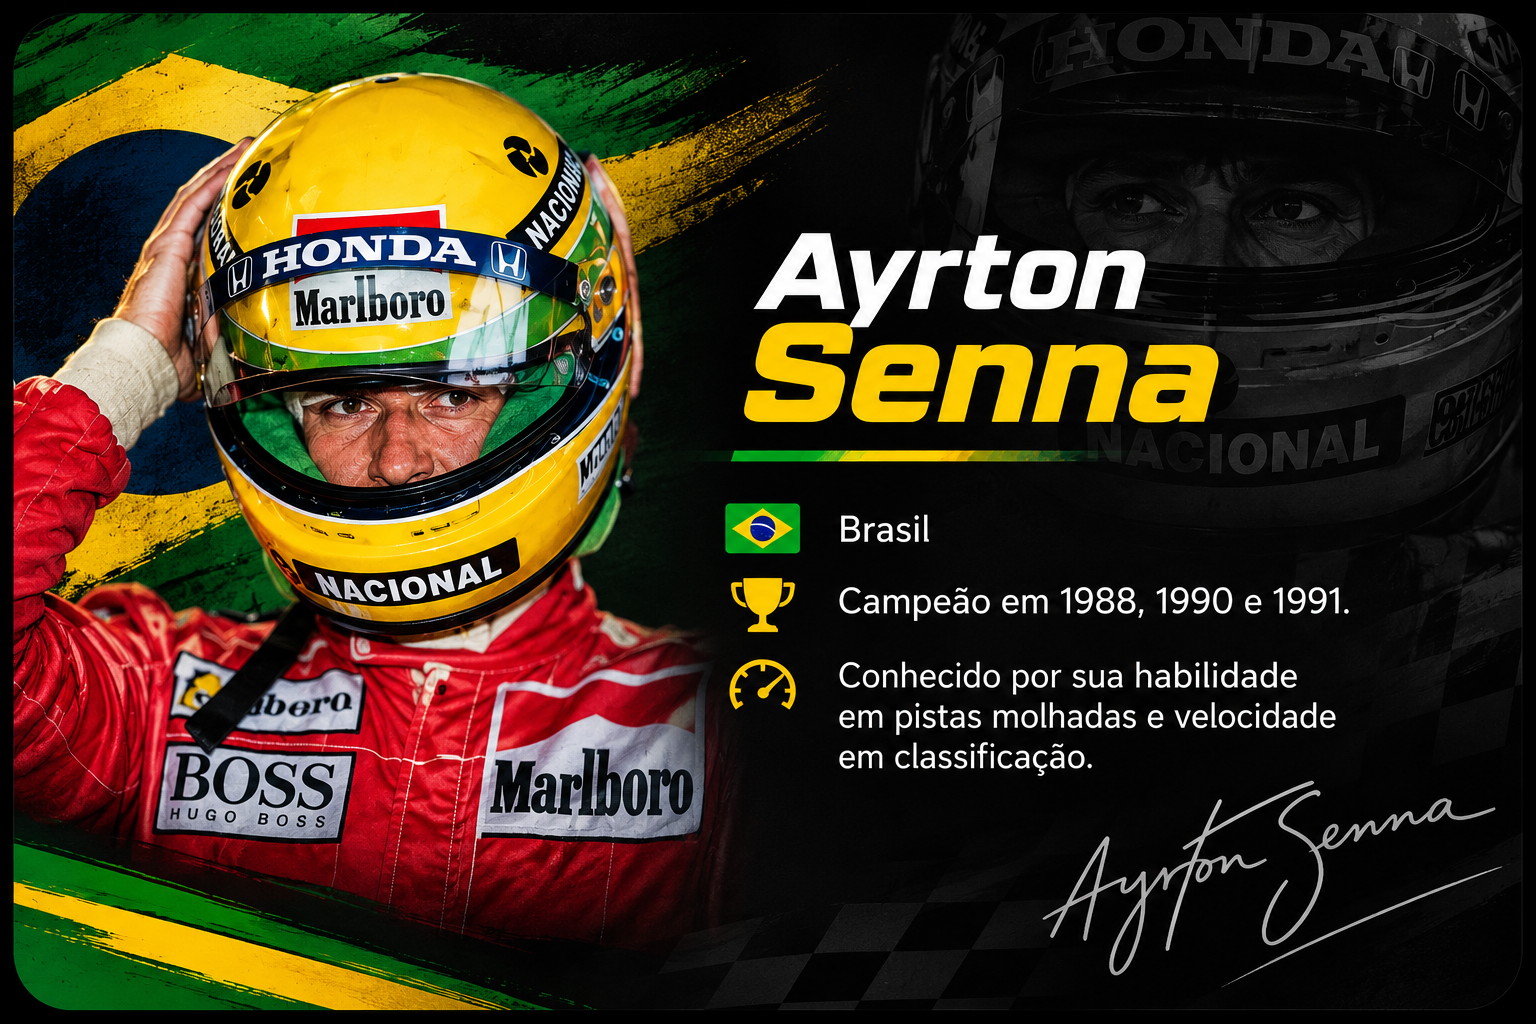 HONDA
NACIONAL
HONDA
Marlboro
NACIONAL
Marlboro
BOSS
HUGO BOSS
Marlboro
Ayrton
Senna
NACIONAL
Brasil
Campeão em 1988, 1990 e 1991.
Conhecido por sua habilidade
em pistas molhadas e velocidade
em classificação.
Ayrton Senna